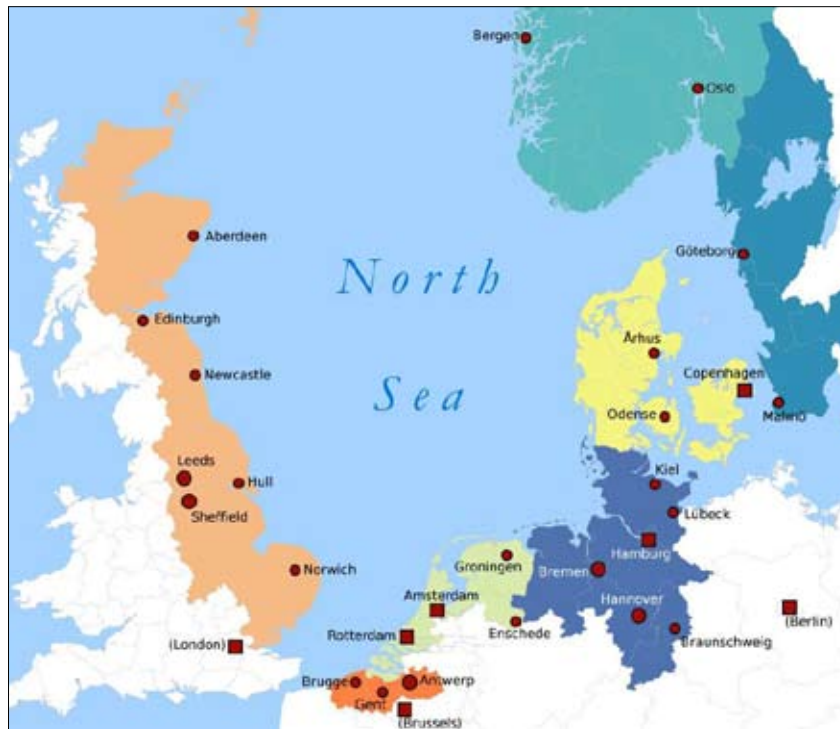 Bergen
Oslo
Aberdeen
Göteborg
North
Edinburgh
Århus
Newcastle
Copenhagen
Sea
Malmö
Odense
Leeds
Kiel
Hull
Sheffield
Lübeck
Hamburg
Groningen
Bremen
Norwich
Amsterdam
Hannover
(Berlin)
Enschede
Rotterdam
Braunschweig
(London)
Brugge
Antwerp
Gent
(Brussels)